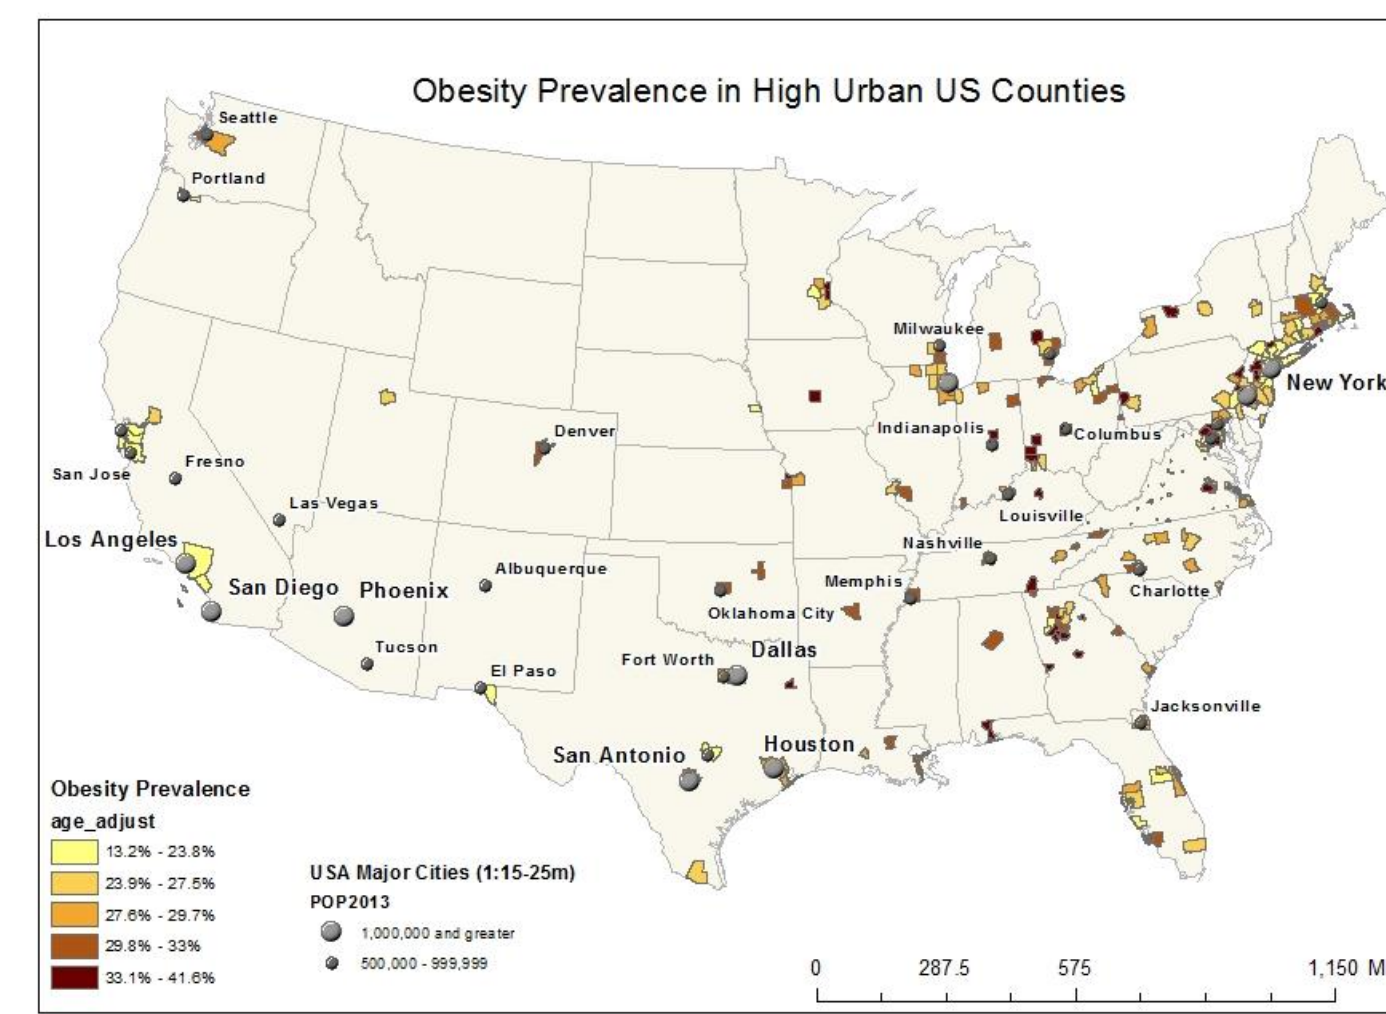 Obesity Prevalence in High Urban US Counties
Seattle
Portland
Milwaukee
New York
Denver
Indianapolis
Columbus
San Jose
Fresno
Las Vegas
Louisville
Los Angeles
Nashville
Albuquerque
San Diego
Phoenix
Memphis
Charlotte
Oklahoma City
Tucson
Fort Worth
Dallas
El Paso
Jacksonville
San Antonio
Houston
Obesity Prevalence
age_adjust
13.2% - 23.8%
23.9% - 27.5%
27.6% - 29.7%
29.8% - 33%
33.1% - 41.6%
USA Major Cities (1:15-25m)
POP2013
1,000,000 and greater
500,000 - 999,999
0 287.5 575 1,150 M